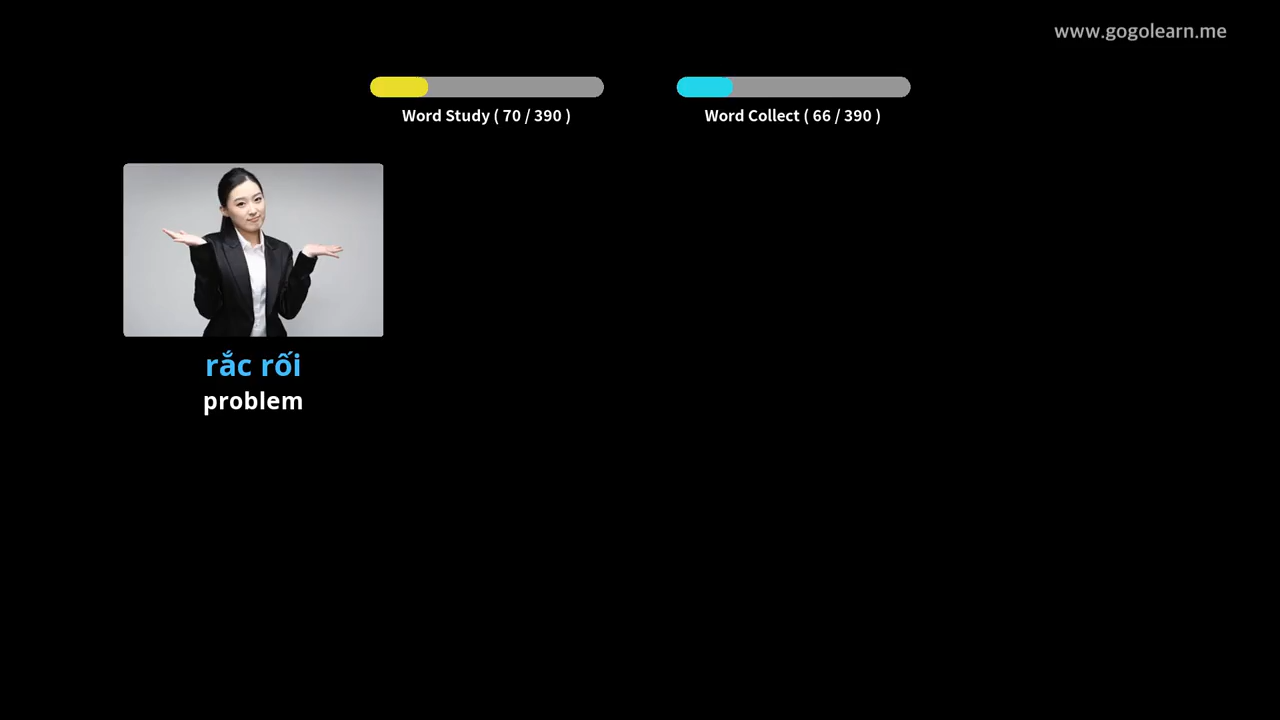 www.gogolearn.me
Word Study ( 70 / 390 )
Word Collect ( 66 / 390 )
rắc rối
problem